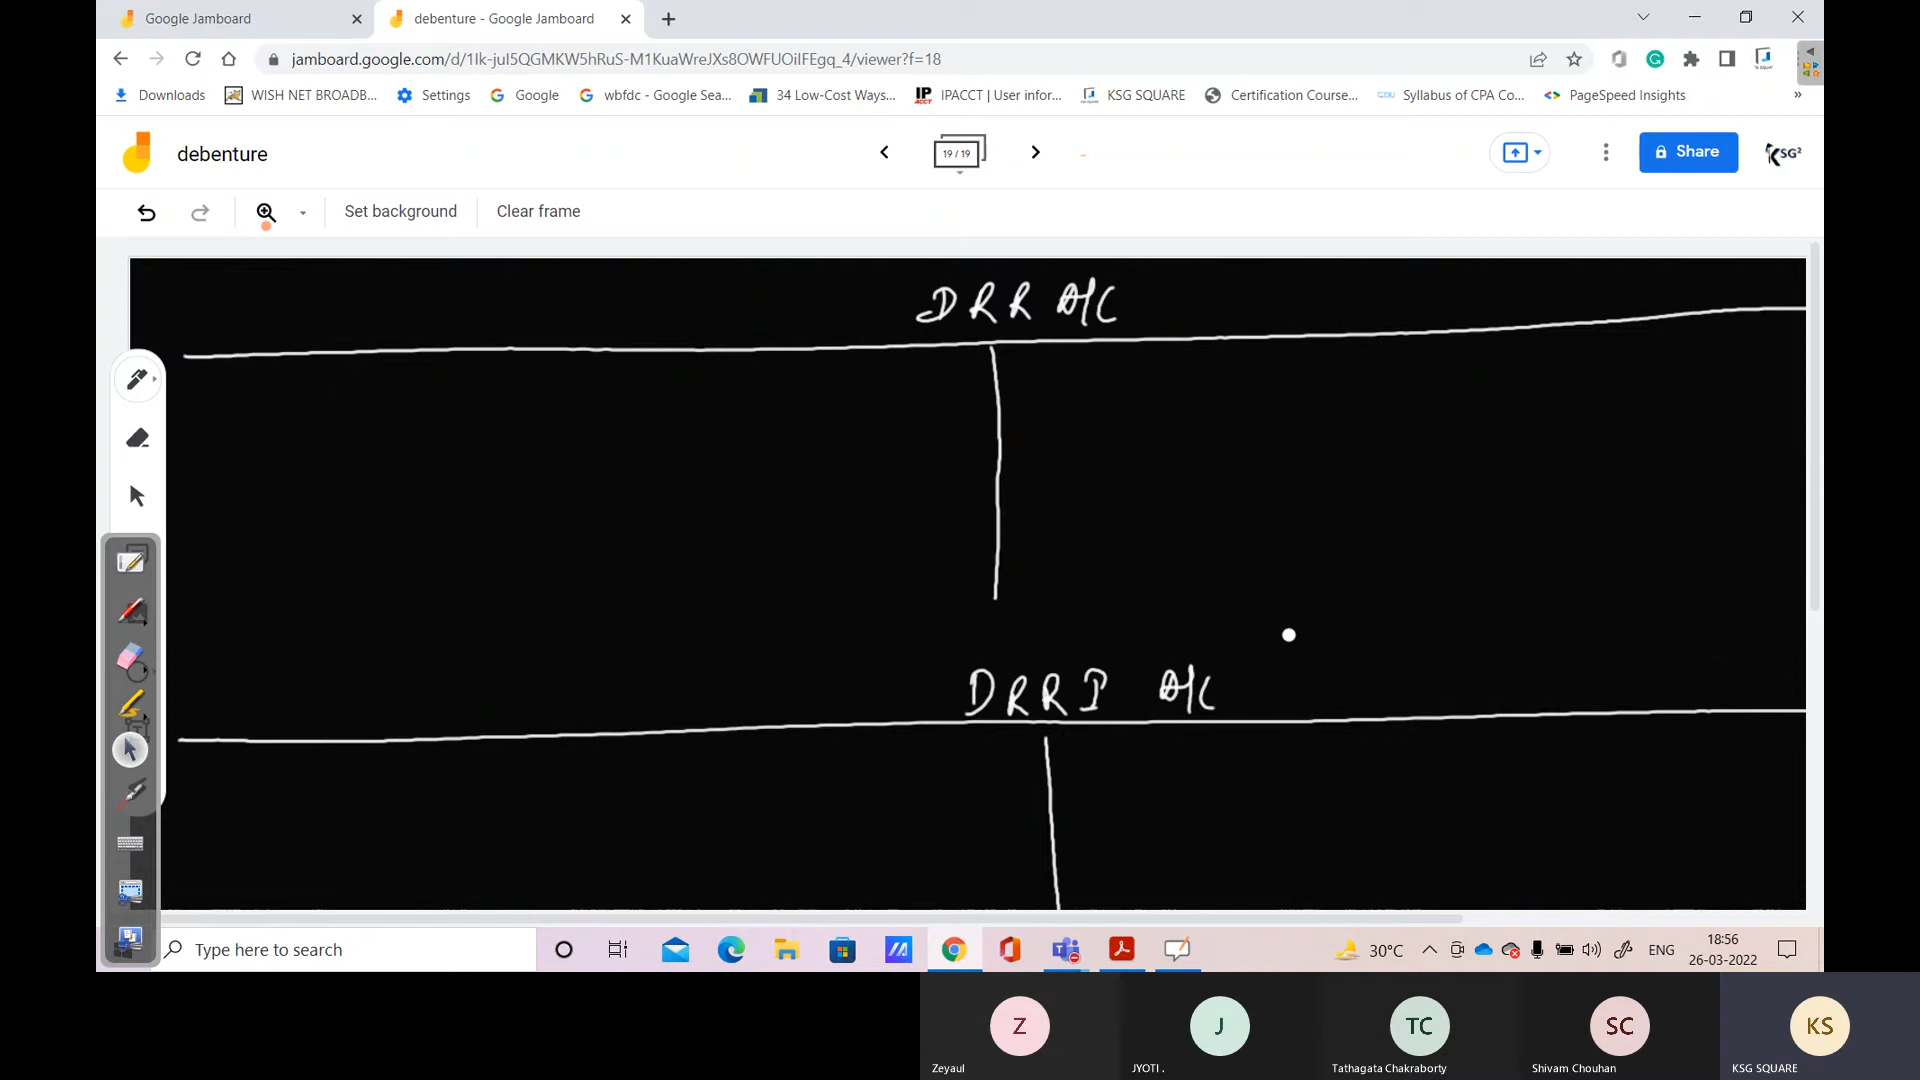 Google Jamboard
debenture - Google Jamboard
jamboard.google.com/d/1Ik-juI5QGMKW5hRuS-M1KuaWreJXs8OWFUOiIFEgq_4/viewer?f=18
Downloads WISH NET BROADB... Settings Google wbfdc - Google Sea... 34 Low-Cost Ways... IP IPACCT | User infor... KSG SQUARE Certification Course... Syllabus of CPA Co... PageSpeed Insights »
debenture
19 / 19
Share
KSG²
Set background Clear frame
DRR A/C
DRRI A/C
Type here to search
30°C ENG
18:56
26-03-2022
Z J TC SC KS
Zeyaul JYOTI . Tathagata Chakraborty Shivam Chouhan KSG SQUARE